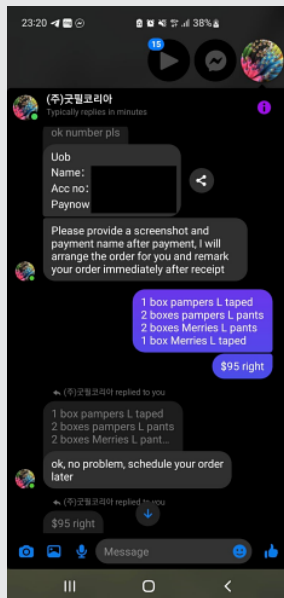 23:20
38%
15
(주)굿필코리아
Typically replies in minutes
ok number pls
Uob
Name:
Acc no:
Paynow
Please provide a screenshot and
payment name after payment, I will
arrange the order for you and remark
your order immediately after receipt
1 box pampers L taped
2 boxes pampers L pants
2 boxes Merries L pants
1 box Merries L taped
$95 right
(주)굿필코리아 replied to you
1 box pampers L taped
2 boxes pampers L pants
2 boxes Merries L pant...
ok, no problem, schedule your order
later
(주)굿필코리아 replied to you
$95 right
Message